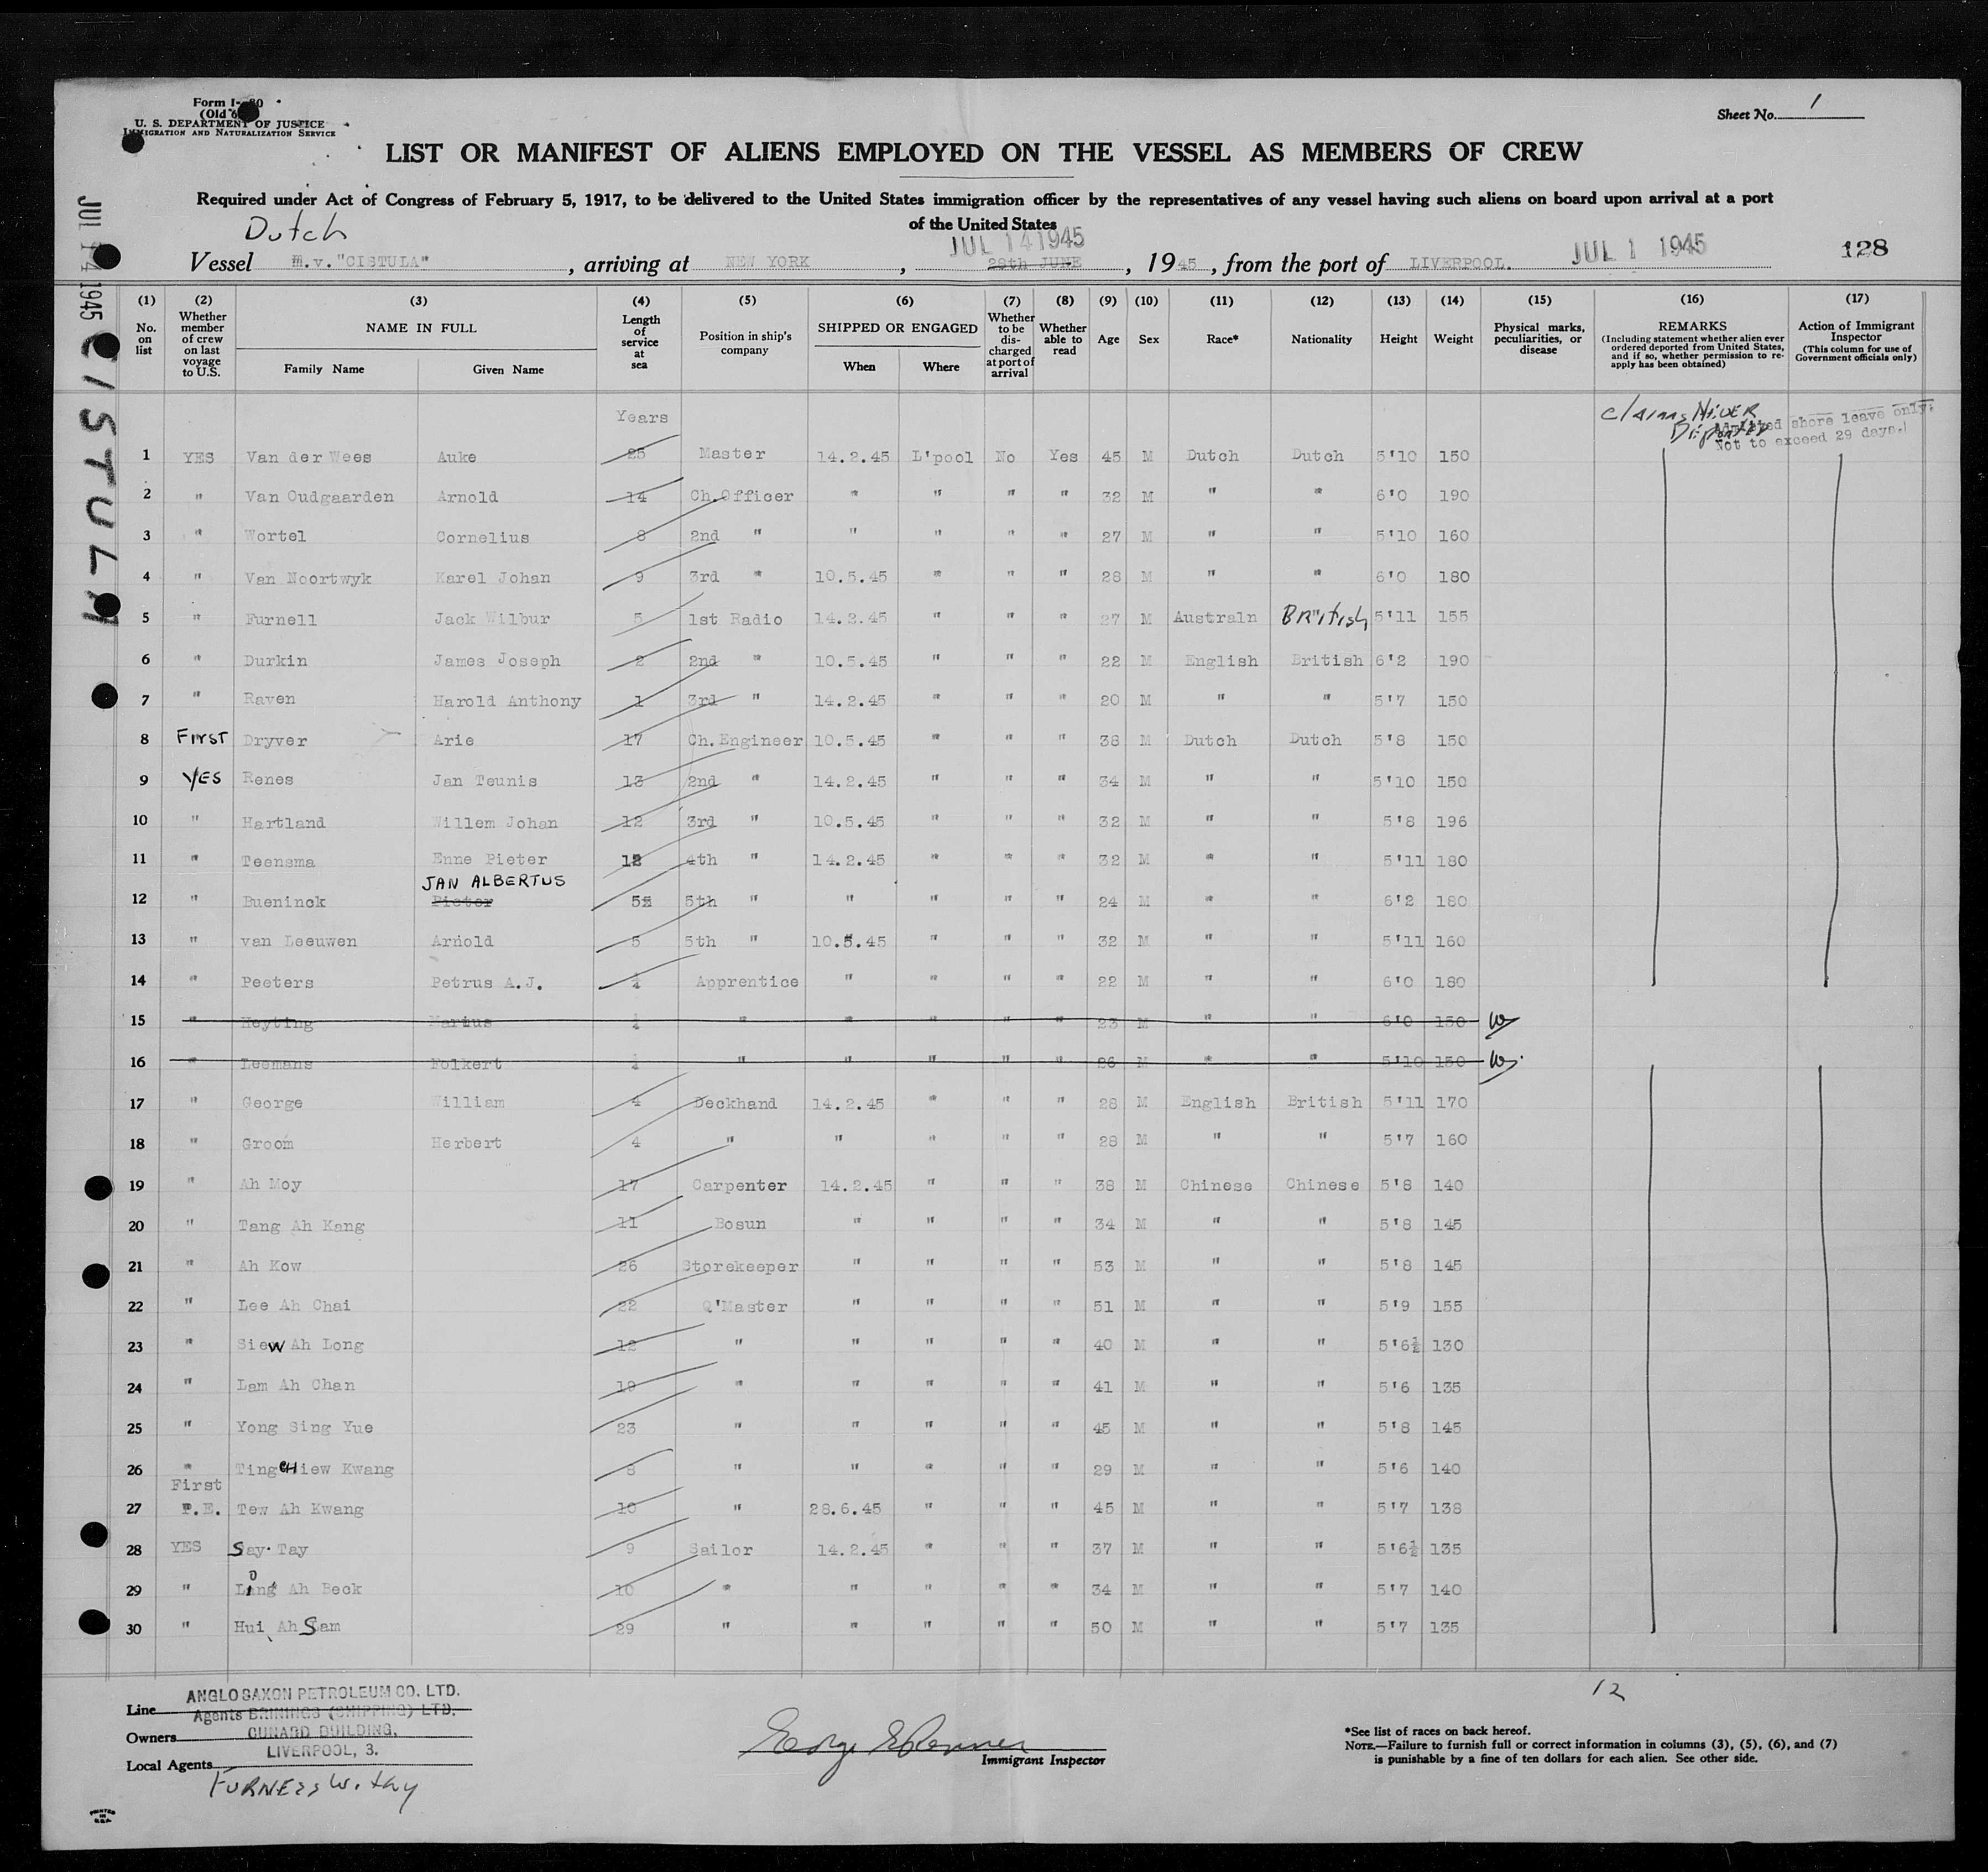 Form I-
(Old
U. S. DEPARTMENT OF JUSTICE
IMMIGRATION AND NATURALIZATION SERVICE
Sheet No. 1
LIST OR MANIFEST OF ALIENS EMPLOYED ON THE VESSEL AS MEMBERS OF CREW
Required under Act of Congress of February 5, 1917, to be delivered to the United States immigration officer by the representatives of any vessel having such aliens on board upon arrival at a port
of the United States
Dutch
JUL 14 1945
Vessel m.v."CISTULA", arriving at NEW YORK, 28th JUNE, 1945, from the port of LIVERPOOL. JUL 1 1945 128
JUL 14 1945 CISTULA
(1) (2) (3) (4) (5) (6) (7) (8) (9) (10) (11) (12) (13) (14) (15) (16) (17)
No. on list
Whether member of crew on last voyage to U.S.
NAME IN FULL
Family Name Given Name
Length of service at sea
Position in ship's company
SHIPPED OR ENGAGED
When Where
Whether to be discharged at port of arrival
Whether able to read
Age Sex Race* Nationality Height Weight
Physical marks, peculiarities, or disease
REMARKS
(Including statement whether alien ever ordered deported from United States, and if so, whether permission to reapply has been obtained)
Action of Immigrant Inspector
(This column for use of Government officials only)
Years
claims Never Deported
shore leave only.
Not to exceed 29 days.
1 YES Van der Wees Auke 25 Master 14.2.45 L'pool No Yes 45 M Dutch Dutch 5'10 150
2 " Van Oudgaarden Arnold 14 Ch.Officer " " " " 32 M " " 6'0 190
3 " Wortel Cornelius 8 2nd " " " " " 27 M " " 5'10 160
4 " Van Noortwyk Karel Johan 9 3rd " 10.5.45 " " " 28 M " " 6'0 180
5 " Furnell Jack Wilbur 5 1st Radio 14.2.45 " " " 27 M Australn British 5'11 155
6 " Durkin James Joseph 2 2nd " 10.5.45 " " " 22 M English British 6'2 190
7 " Raven Harold Anthony 1 3rd " 14.2.45 " " " 20 M " " 5'7 150
8 FIRST Dryver Arie 17 Ch.Engineer 10.5.45 " " " 38 M Dutch Dutch 5'8 150
9 YES Renes Jan Teunis 13 2nd " 14.2.45 " " " 34 M " " 5'10 150
10 " Hartland Willem Johan 12 3rd " 10.5.45 " " " 32 M " " 5'8 196
11 " Teensma Enne Pieter 12 4th " 14.2.45 " " " 32 M " " 5'11 180
JAN ALBERTUS
12 " Bueninck Pieter 5 5th " " " " " 24 M " " 6'2 180
13 " van Leeuwen Arnold 5 5th " 10.5.45 " " " 32 M " " 5'11 160
14 " Peeters Petrus A.J. Apprentice " " " " 22 M " " 6'0 180
15 " Heyting Marius " " " " " 23 M " " 6'0 150
16 " Leemans Folkert " " " " " 26 M " " 5'10 150
17 " George William 4 Deckhand 14.2.45 " " " 28 M English British 5'11 170
18 " Groom Herbert 4 " " " " " 28 M " " 5'7 160
19 " Ah Moy 17 Carpenter 14.2.45 " " " 38 M Chinese Chinese 5'8 140
20 " Tang Ah Kang 11 Bosun " " " " 34 M " " 5'8 145
21 " Ah Kow 26 Storekeeper " " " " 53 M " " 5'8 145
22 " Lee Ah Chai 22 Q'Master " " " " 51 M " " 5'9 155
23 " Siew Ah Long 12 " " " " " 40 M " " 5'6½ 130
24 " Lam Ah Chan 19 " " " " " 41 M " " 5'6 135
25 " Yong Sing Yue 23 " " " " " 45 M " " 5'8 145
26 " Ting CHiew Kwang 8 " " " " " 29 M " " 5'6 140
First
27 P.E. Tew Ah Kwang 10 " 28.6.45 " " " 45 M " " 5'7 138
28 YES Say Tay 9 Sailor 14.2.45 " " " 37 M " " 5'6½ 135
29 " Ah Beck 10 " " " " " 34 M " " 5'7 140
30 " Hui Ah Sam 29 " " " " " 50 M " " 5'7 135
12
Line ANGLO SAXON PETROLEUM CO. LTD.
Agents BRININGS (SHIPPING) LTD.
Owners CUNARD BUILDING,
LIVERPOOL, 3.
Local Agents
FURNESS Withy
George
Immigrant Inspector
*See list of races on back hereof.
NOTE.—Failure to furnish full or correct information in columns (3), (5), (6), and (7)
is punishable by a fine of ten dollars for each alien. See other side.
PRINTED IN U.S.A.